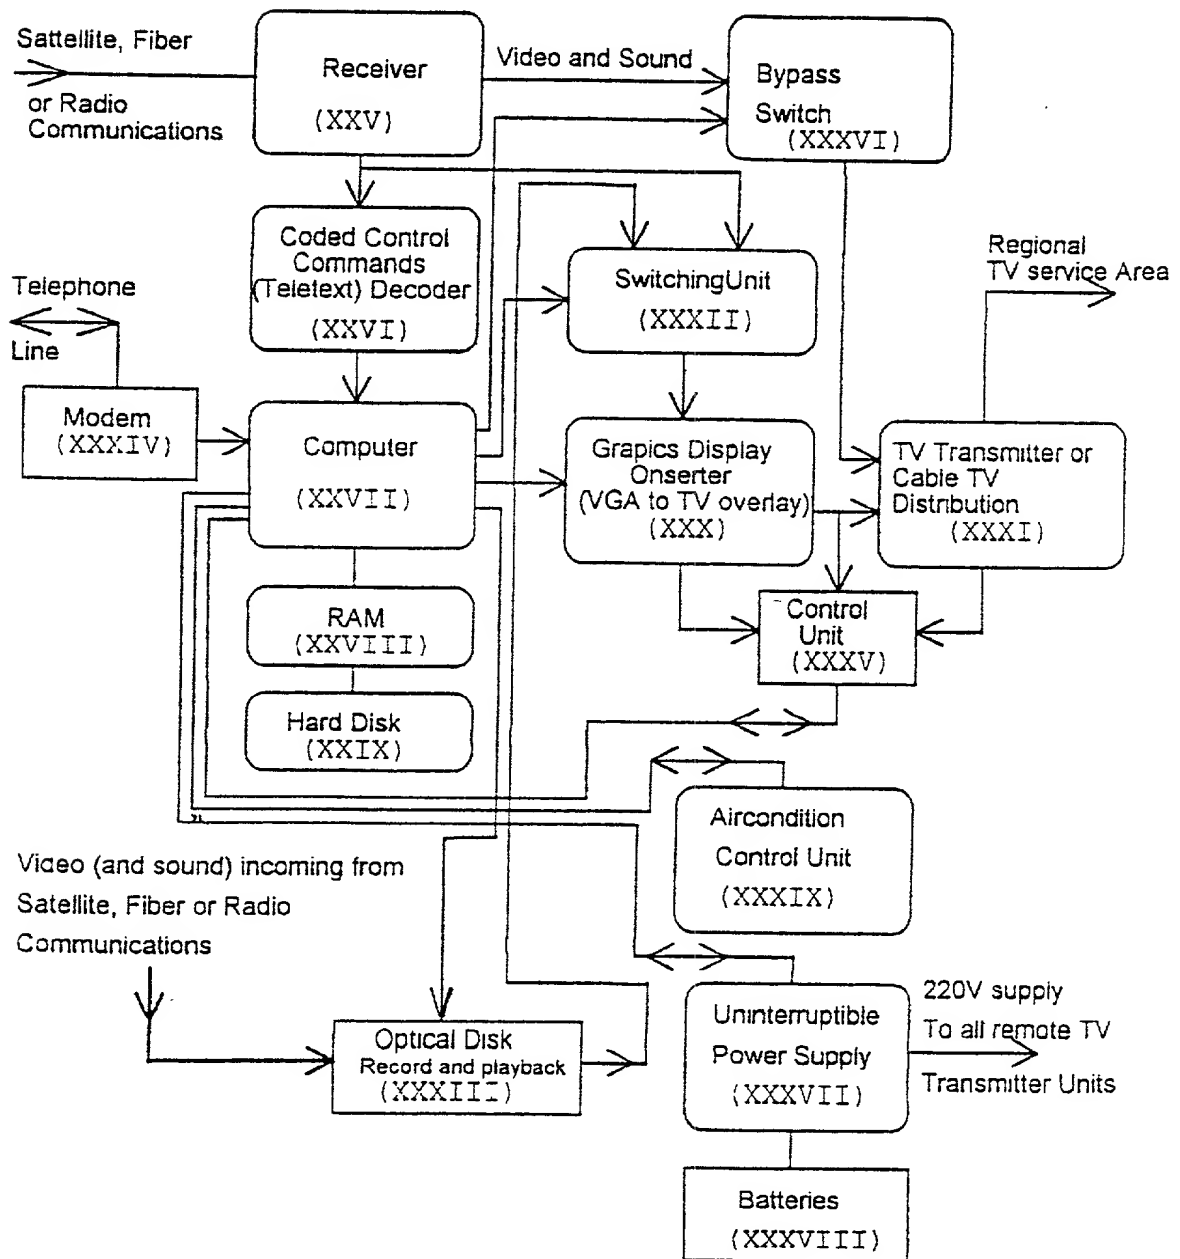 Sattellite, Fiber
or Radio
Communications
Receiver
(XXV)
Video and Sound
Bypass
Switch
(XXXVI)
Coded Control
Commands
(Teletext) Decoder
(XXVI)
SwitchingUnit
(XXXII)
Regional
TV service Area
Telephone
Line
Modem
(XXXIV)
Computer
(XXVII)
Grapics Display
Onserter
(VGA to TV overlay)
(XXX)
TV Transmitter or
Cable TV
Distribution
(XXXI)
RAM
(XXVIII)
Control
Unit
(XXXV)
Hard Disk
(XXIX)
Aircondition
Control Unit
(XXXIX)
Video (and sound) incoming from
Satellite, Fiber or Radio
Communications
Optical Disk
Record and playback
(XXXIII)
Uninterruptible
Power Supply
(XXXVII)
220V supply
To all remote TV
Transmitter Units
Batteries
(XXXVIII)